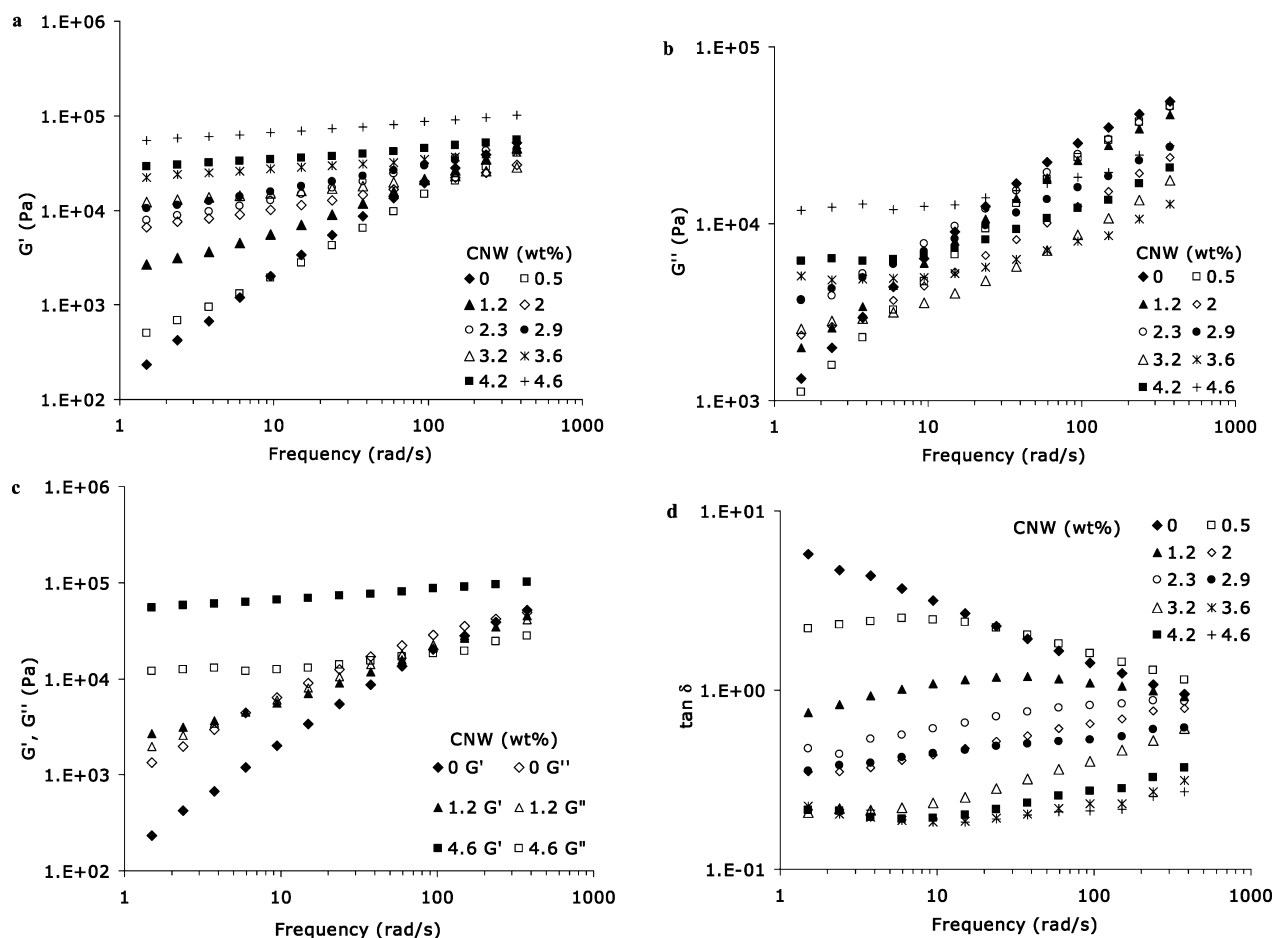 a
1.E+06
1.E+05
1.E+04
1.E+03
1.E+02
G' (Pa)
CNW (wt%)
0 0.5
1.2 2
2.3 2.9
3.2 3.6
4.2 4.6
1 10 100 1000
Frequency (rad/s)
b
1.E+05
1.E+04
1.E+03
G'' (Pa)
CNW (wt%)
0 0.5
1.2 2
2.3 2.9
3.2 3.6
4.2 4.6
1 10 100 1000
Frequency (rad/s)
c
1.E+06
1.E+05
1.E+04
1.E+03
1.E+02
G', G'' (Pa)
CNW (wt%)
0 G' 0 G''
1.2 G' 1.2 G"
4.6 G' 4.6 G"
1 10 100 1000
Frequency (rad/s)
d
1.E+01
1.E+00
1.E-01
tan δ
CNW (wt%)
0 0.5
1.2 2
2.3 2.9
3.2 3.6
4.2 4.6
1 10 100 1000
Frequency (rad/s)